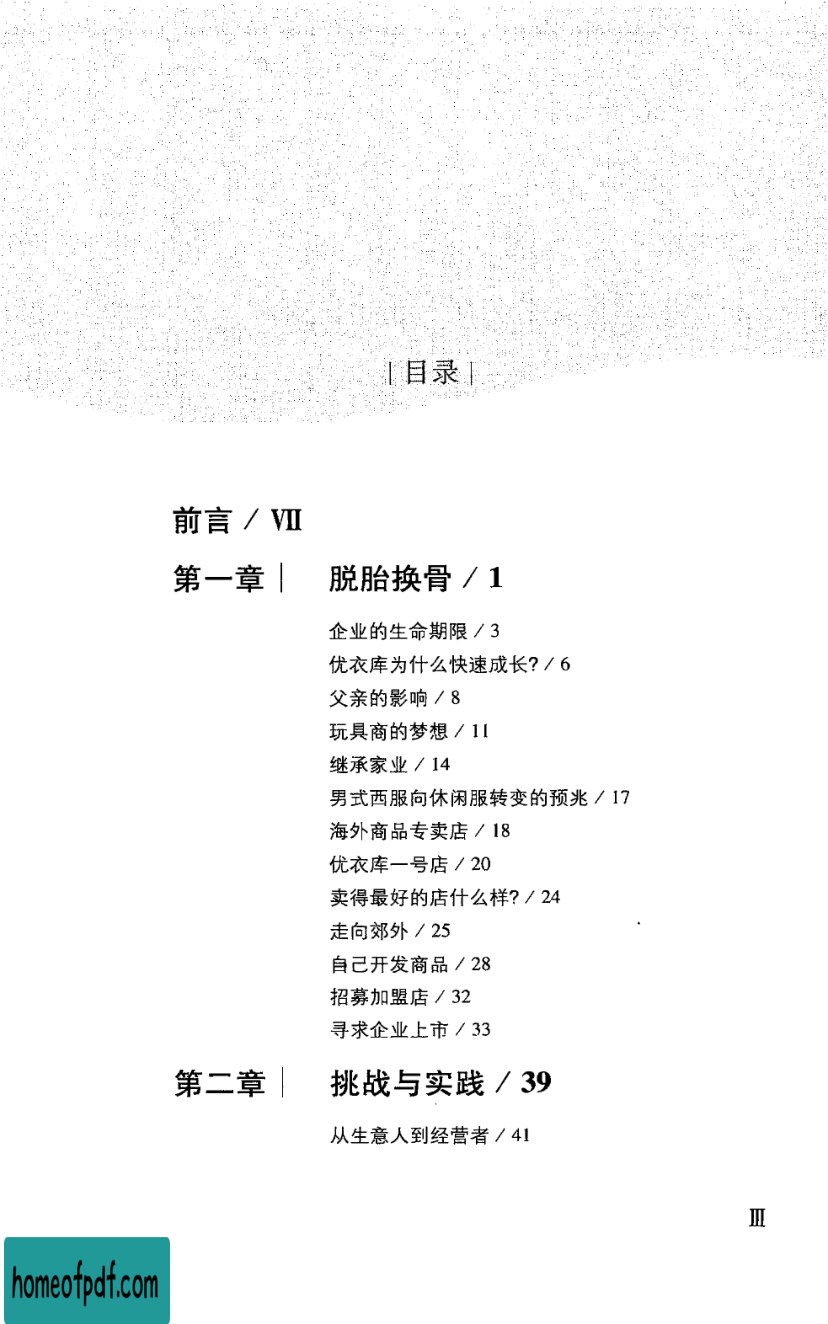 |目录|
前言 / VII
第一章| 脱胎换骨 / 1
企业的生命期限 / 3
优衣库为什么快速成长? / 6
父亲的影响 / 8
玩具商的梦想 / 11
继承家业 / 14
男式西服向休闲服转变的预兆 / 17
海外商品专卖店 / 18
优衣库一号店 / 20
卖得最好的店什么样? / 24
走向郊外 / 25
自己开发商品 / 28
招募加盟店 / 32
寻求企业上市 / 33
第二章| 挑战与实践 / 39
从生意人到经营者 / 41
III
homeofpdf.com